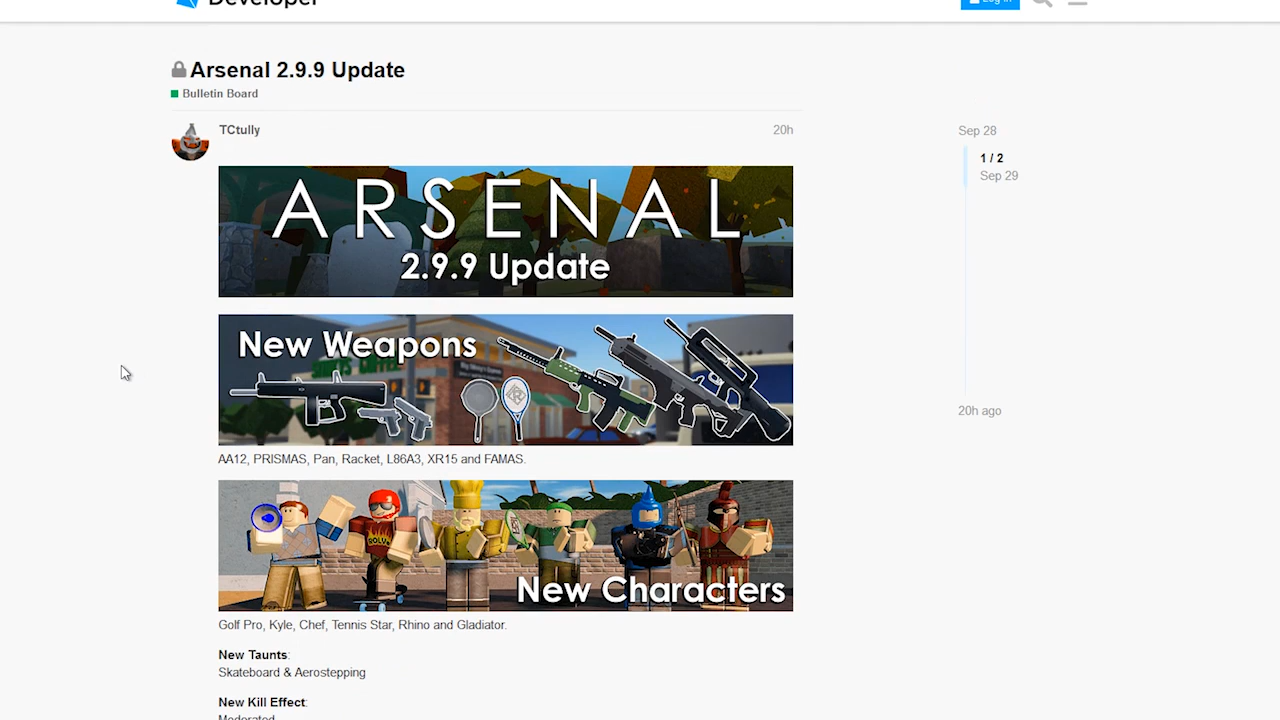 Developer
Log In
Arsenal 2.9.9 Update
Bulletin Board
TCtully
20h
Sep 28
1 / 2
Sep 29
20h ago
ARSENAL
2.9.9 Update
New Weapons
AA12, PRISMAS, Pan, Racket, L86A3, XR15 and FAMAS.
ROLVe
New Characters
Golf Pro, Kyle, Chef, Tennis Star, Rhino and Gladiator.
New Taunts:
Skateboard & Aerostepping
New Kill Effect:
Moderated